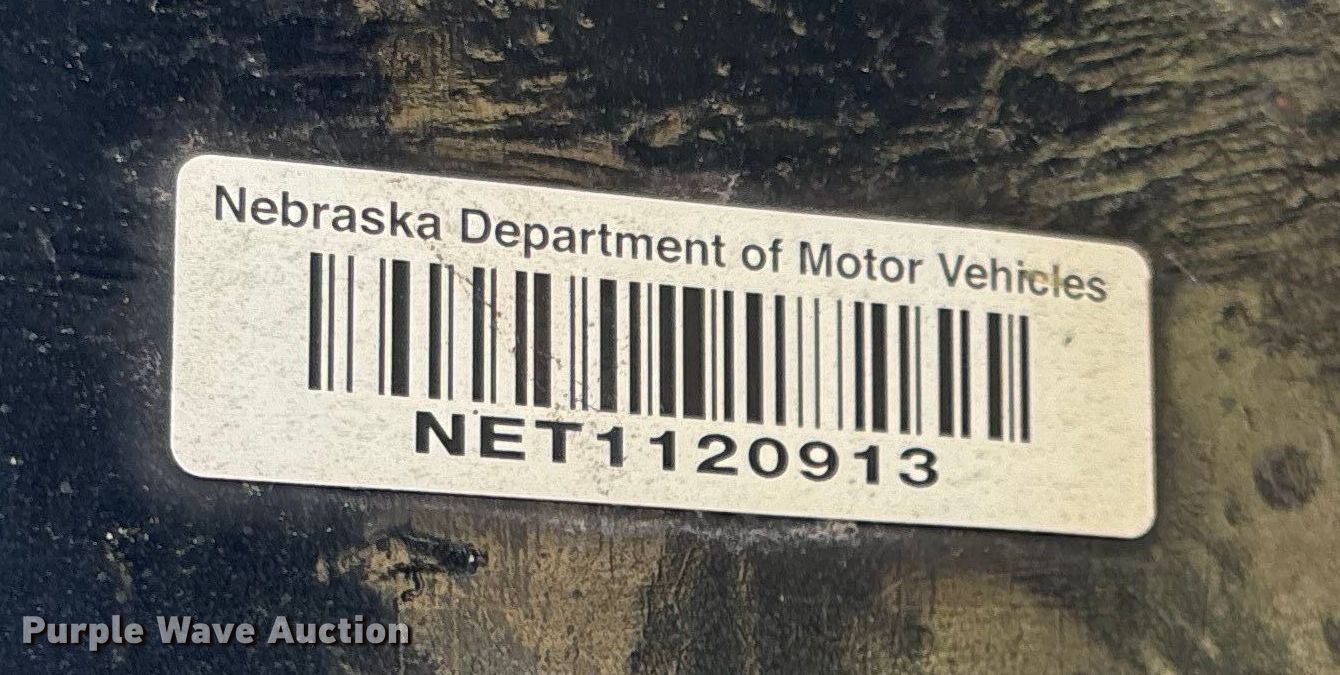 Nebraska Department of Motor Vehicles
NET1120913
Purple Wave Auction